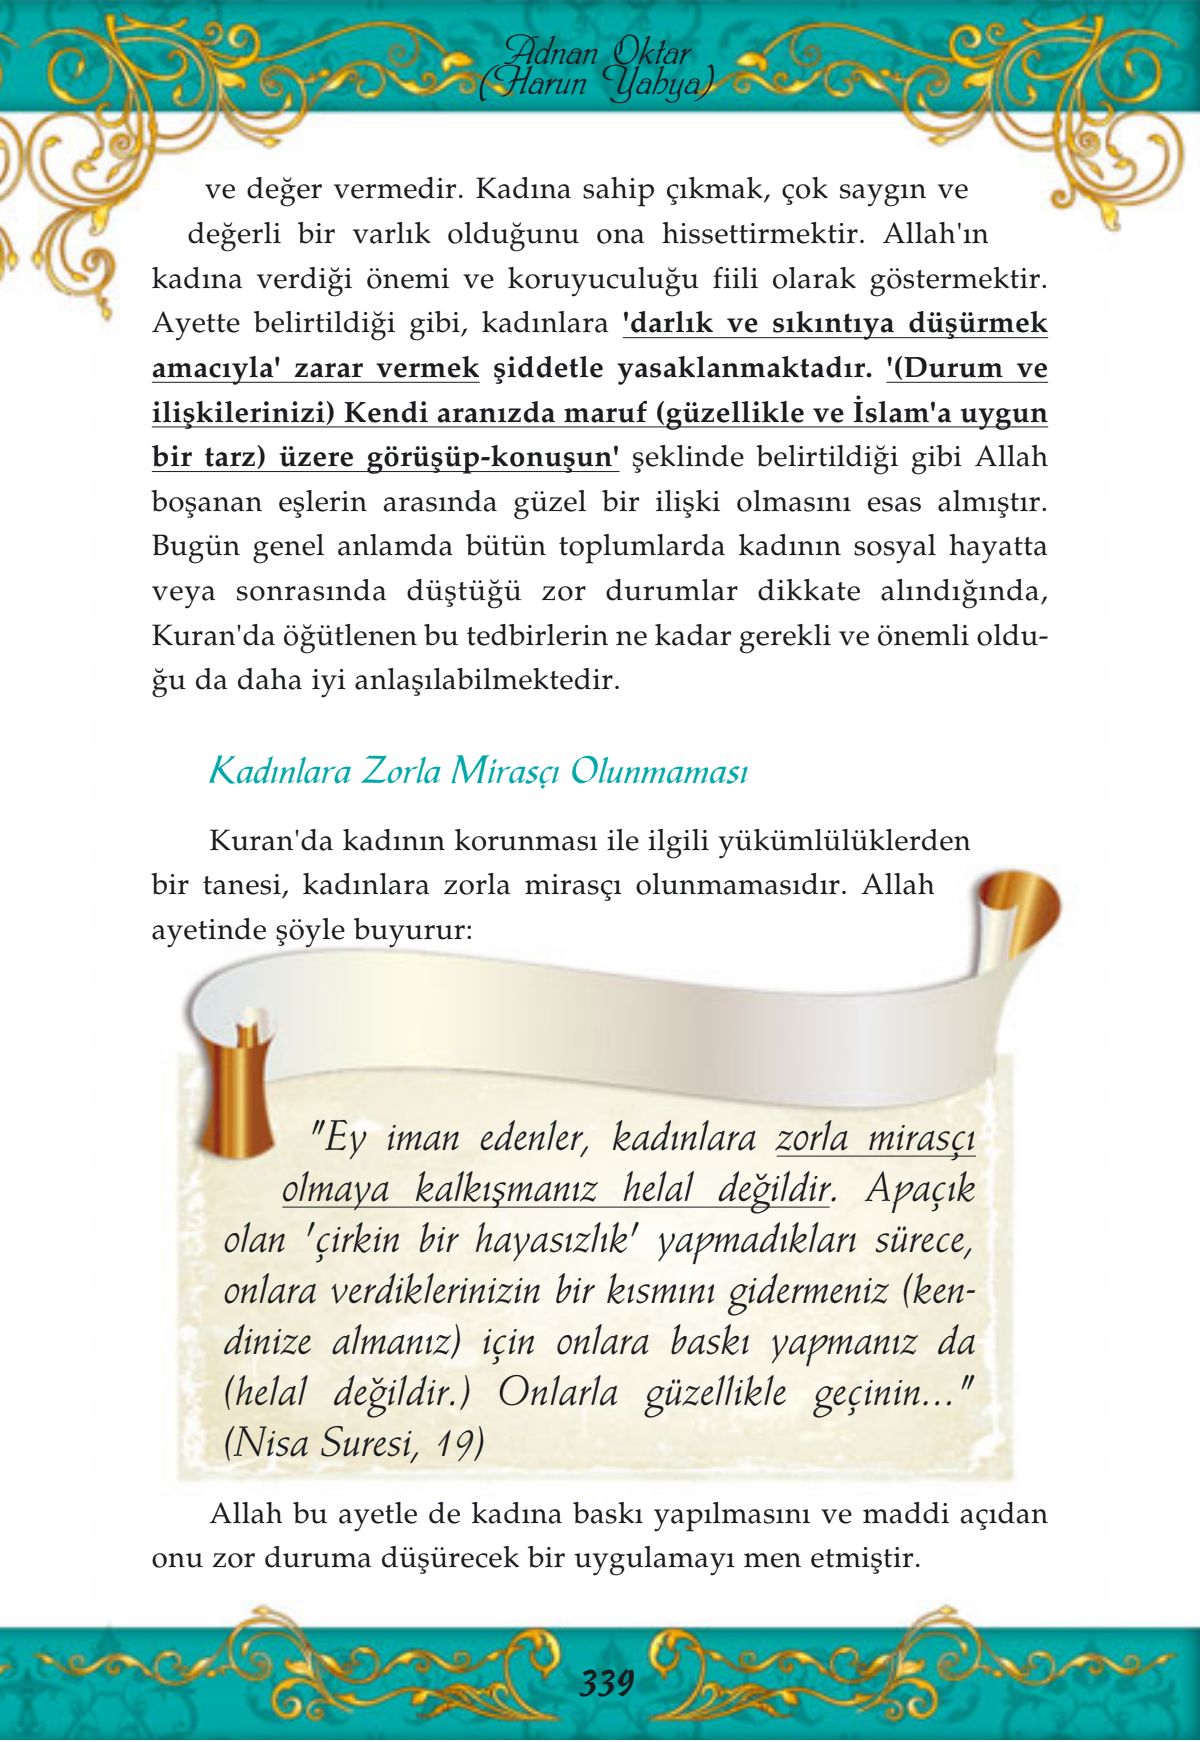 Adnan Oktar
(Harun Yahya)
ve değer vermedir. Kadına sahip çıkmak, çok saygın ve
değerli bir varlık olduğunu ona hissettirmektir. Allah'ın
kadına verdiği önemi ve koruyuculuğu fiili olarak göstermektir.
Ayette belirtildiği gibi, kadınlara 'darlık ve sıkıntıya düşürmek
amacıyla' zarar vermek şiddetle yasaklanmaktadır. '(Durum ve
ilişkilerinizi) Kendi aranızda maruf (güzellikle ve İslam'a uygun
bir tarz) üzere görüşüp-konuşun' şeklinde belirtildiği gibi Allah
boşanan eşlerin arasında güzel bir ilişki olmasını esas almıştır.
Bugün genel anlamda bütün toplumlarda kadının sosyal hayatta
veya sonrasında düştüğü zor durumlar dikkate alındığında,
Kuran'da öğütlenen bu tedbirlerin ne kadar gerekli ve önemli oldu-
ğu da daha iyi anlaşılabilmektedir.
Kadınlara Zorla Mirasçı Olunmaması
Kuran'da kadının korunması ile ilgili yükümlülüklerden
bir tanesi, kadınlara zorla mirasçı olunmamasıdır. Allah
ayetinde şöyle buyurur:
"Ey iman edenler, kadınlara zorla mirasçı
olmaya kalkışmanız helal değildir. Apaçık
olan 'çirkin bir hayasızlık' yapmadıkları sürece,
onlara verdiklerinizin bir kısmını gidermeniz (ken-
dinize almanız) için onlara baskı yapmanız da
(helal değildir.) Onlarla güzellikle geçinin..."
(Nisa Suresi, 19)
Allah bu ayetle de kadına baskı yapılmasını ve maddi açıdan
onu zor duruma düşürecek bir uygulamayı men etmiştir.
339